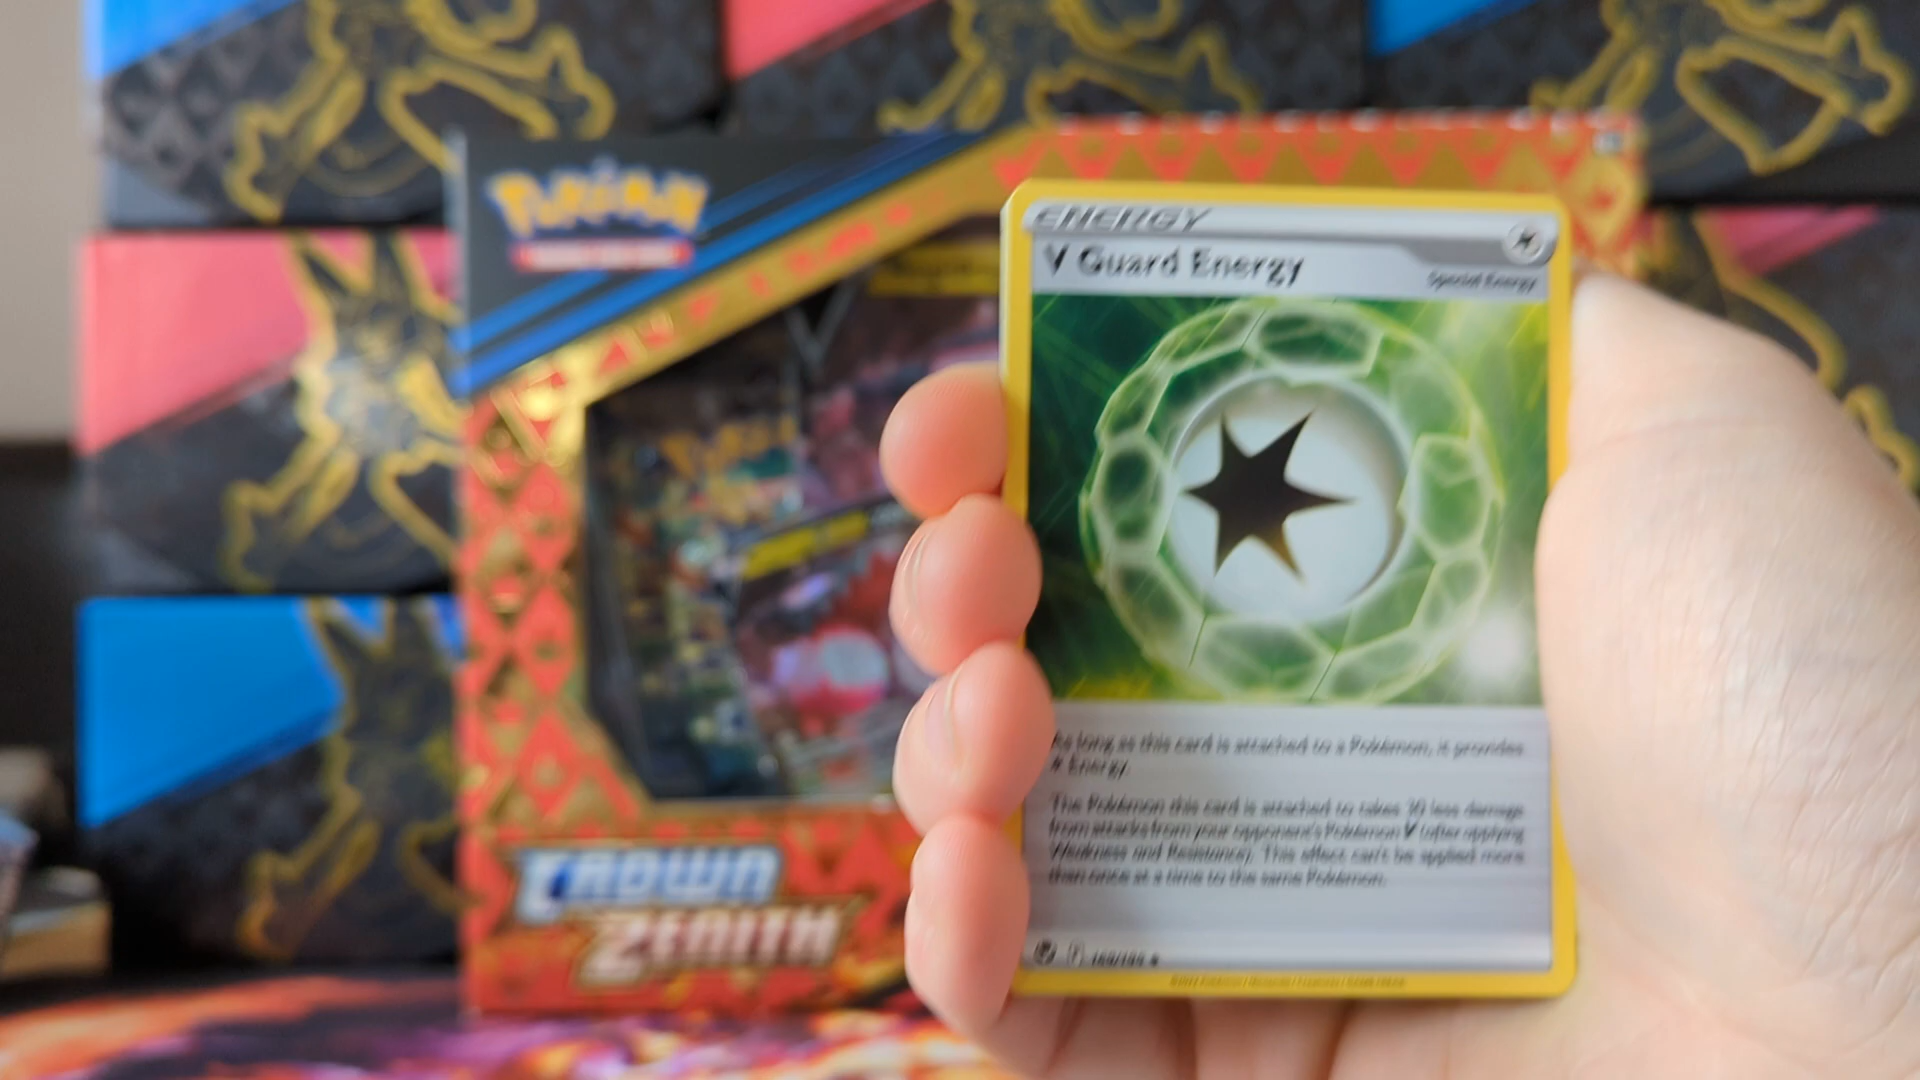 Pokémon
ENERGY
V Guard Energy
Special Energy
As long as this card is attached to a Pokémon, it provides
Energy.
The Pokémon this card is attached to takes 30 less damage
from attacks from your opponent's Pokémon V (after applying
Weakness and Resistance). This effect can't be applied more
than once at a time to the same Pokémon.
CROWN
ZENITH